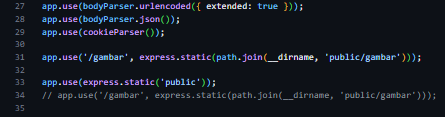 27 app.use(bodyParser.urlencoded({ extended: true }));
28 app.use(bodyParser.json());
29 app.use(cookieParser());
30
31 app.use('/gambar', express.static(path.join(__dirname, 'public/gambar')));
32
33 app.use(express.static('public'));
34 // app.use('/gambar', express.static(path.join(__dirname, 'public/gambar')));
35